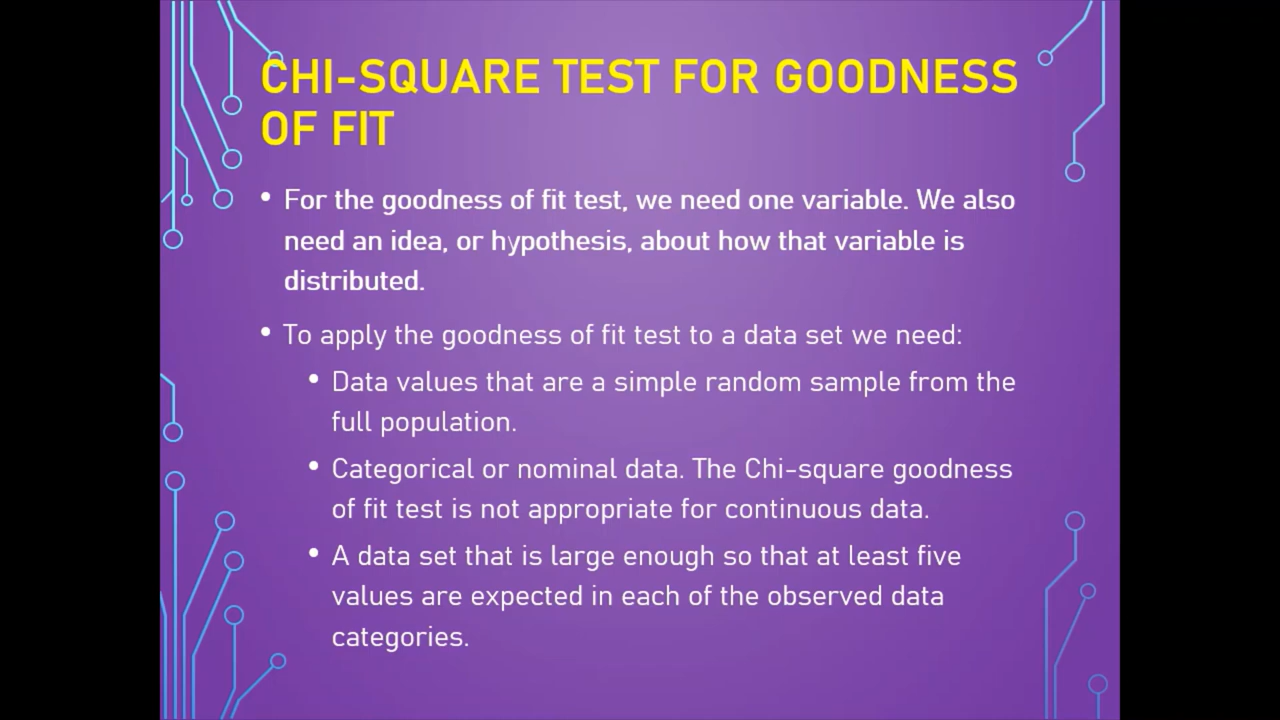 CHI-SQUARE TEST FOR GOODNESS
OF FIT
• For the goodness of fit test, we need one variable. We also
need an idea, or hypothesis, about how that variable is
distributed.
• To apply the goodness of fit test to a data set we need:
• Data values that are a simple random sample from the
full population.
• Categorical or nominal data. The Chi-square goodness
of fit test is not appropriate for continuous data.
• A data set that is large enough so that at least five
values are expected in each of the observed data
categories.